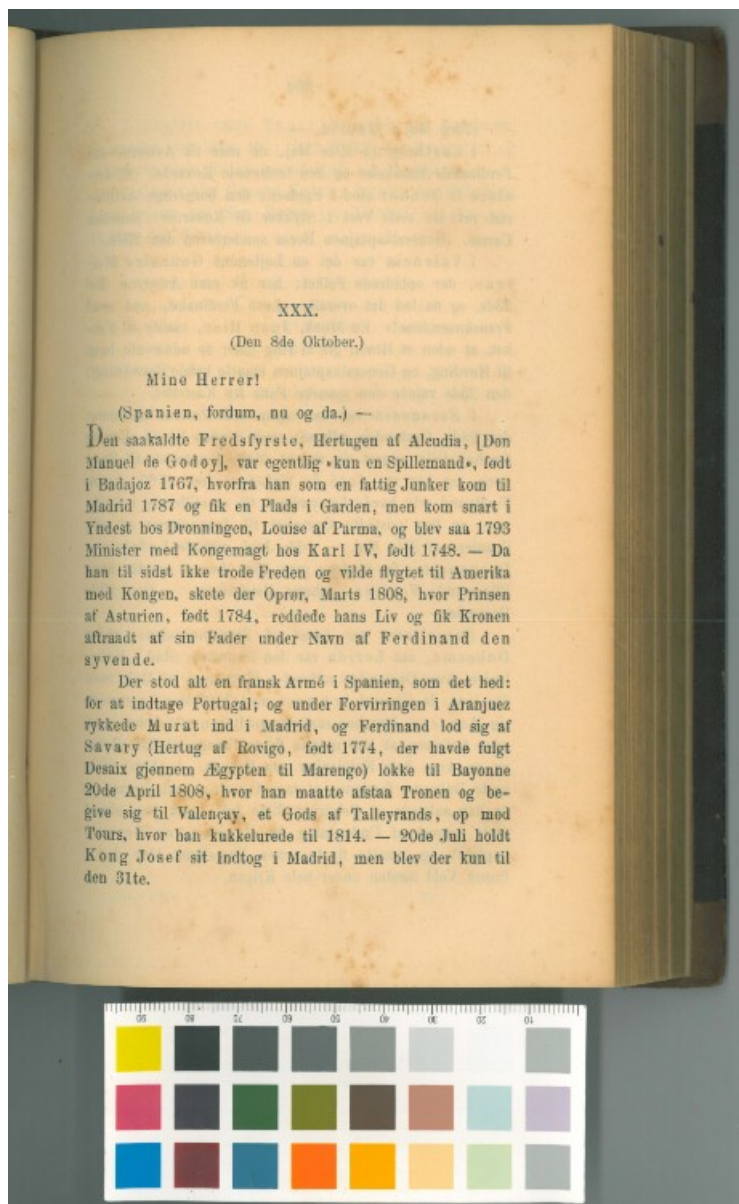 XXX.
(Den 8de Oktober.)
Mine Herrer!
(Spanien, fordum, nu og da.) —
Den saakaldte Fredsfyrste, Hertugen af Alcudia, [Don
Manuel de Godoy], var egentlig »kun en Spillemand«, født
i Badajoz 1767, hvorfra han som en fattig Junker kom til
Madrid 1787 og fik en Plads i Garden, men kom snart i
Yndest hos Dronningen, Louise af Parma, og blev saa 1793
Minister med Kongemagt hos Karl IV, født 1748. — Da
han til sidst ikke trode Freden og vilde flygtet til Amerika
med Kongen, skete der Oprør, Marts 1808, hvor Prinsen
af Asturien, født 1784, reddede hans Liv og fik Kronen
aftraadt af sin Fader under Navn af Ferdinand den
syvende.
Der stod alt en fransk Armé i Spanien, som det hed:
for at indtage Portugal; og under Forvirringen i Aranjuez
rykkede Murat ind i Madrid, og Ferdinand lod sig af
Savary (Hertug af Rovigo, født 1774, der havde fulgt
Desaix gjennem Ægypten til Marengo) lokke til Bayonne
20de April 1808, hvor han maatte afstaa Tronen og be-
give sig til Valençay, et Gods af Talleyrands, op mod
Tours, hvor han kukkelurede til 1814. — 20de Juli holdt
Kong Josef sit Indtog i Madrid, men blev der kun til
den 31te.
90 80 70 60 50 40 30 20 10